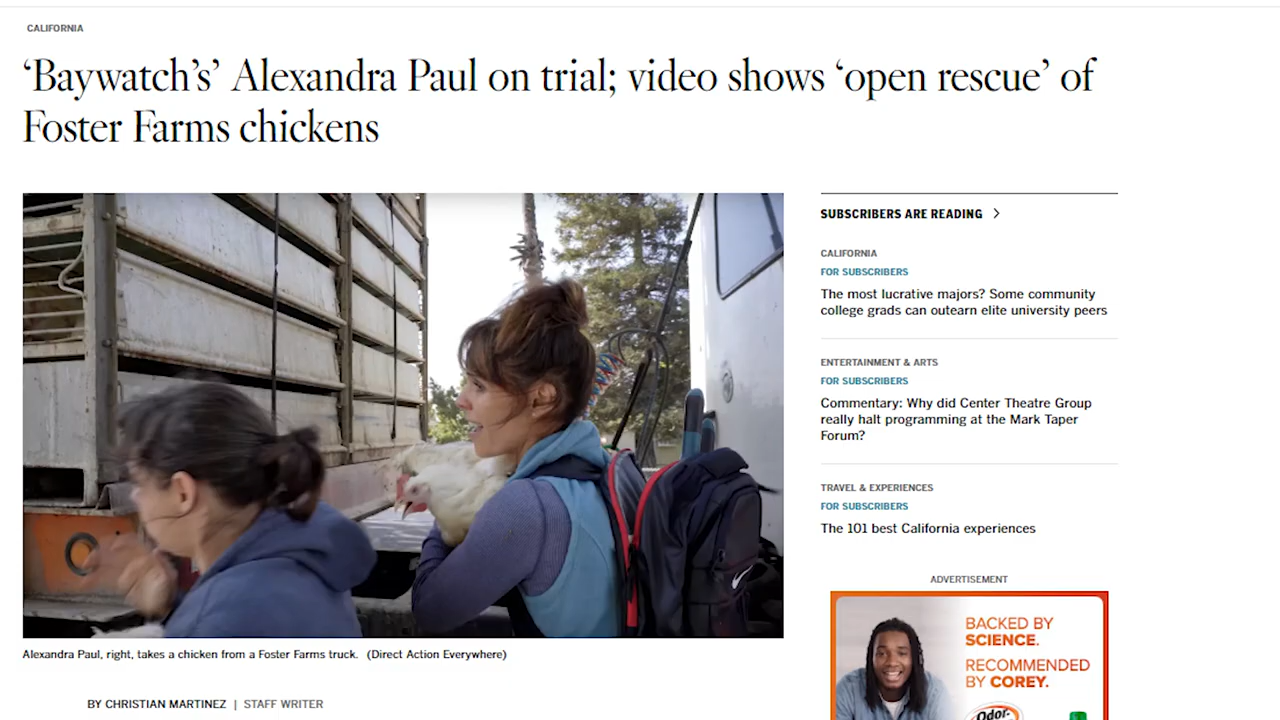 CALIFORNIA
‘Baywatch’s’ Alexandra Paul on trial; video shows ‘open rescue’ of
Foster Farms chickens
Alexandra Paul, right, takes a chicken from a Foster Farms truck. (Direct Action Everywhere)
BY CHRISTIAN MARTINEZ | STAFF WRITER
SUBSCRIBERS ARE READING
CALIFORNIA
FOR SUBSCRIBERS
The most lucrative majors? Some community
college grads can outearn elite university peers
ENTERTAINMENT & ARTS
FOR SUBSCRIBERS
Commentary: Why did Center Theatre Group
really halt programming at the Mark Taper
Forum?
TRAVEL & EXPERIENCES
FOR SUBSCRIBERS
The 101 best California experiences
ADVERTISEMENT
BACKED BY
SCIENCE.
RECOMMENDED
BY COREY.
Odor-